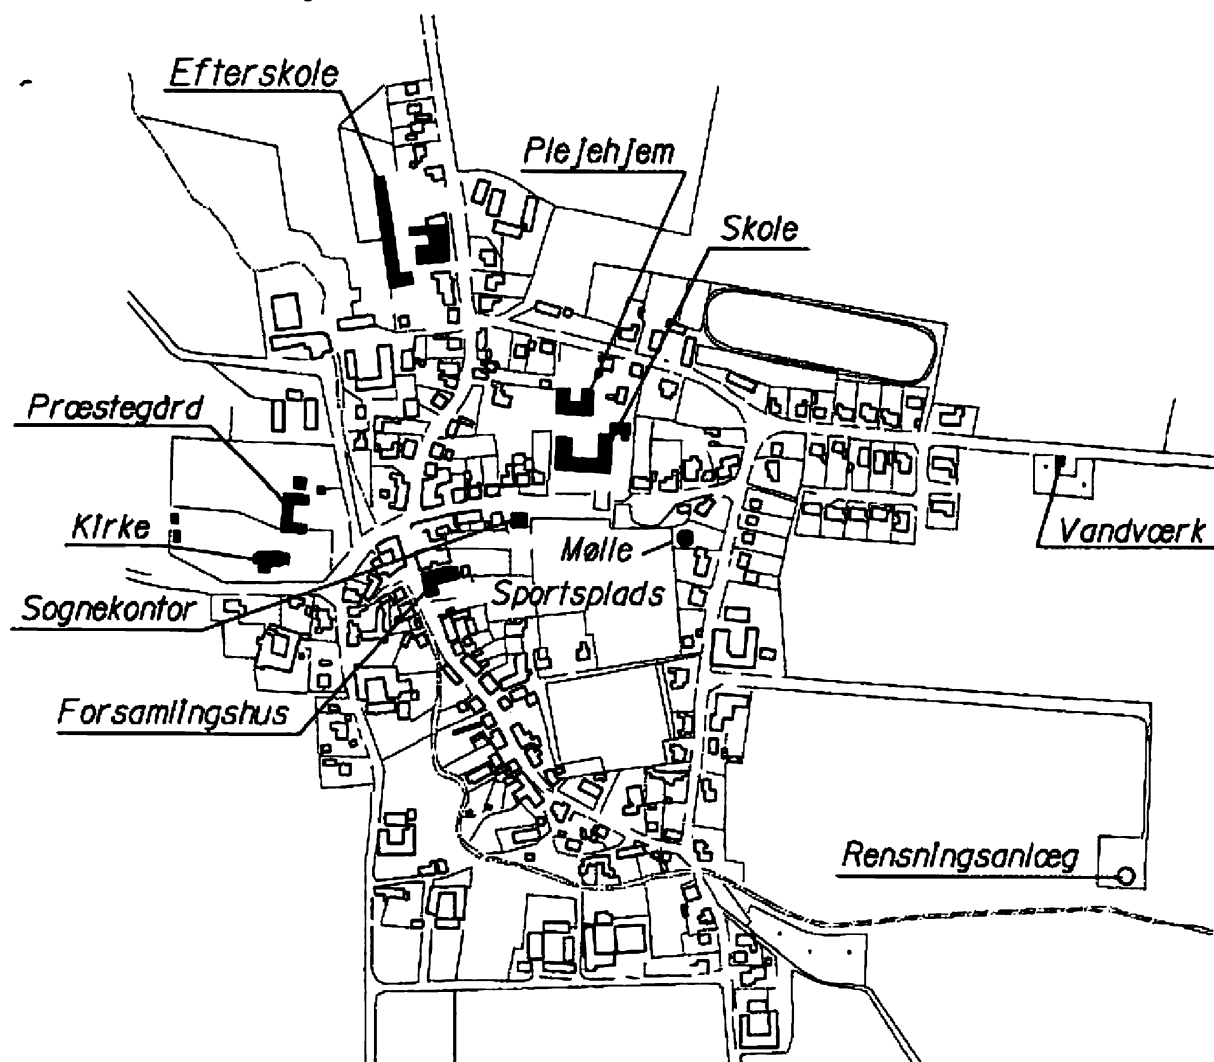 Efterskole
Plejehjem
Skole
Præstegård
Kirke
Mølle
Vandværk
Sportsplads
Sognekontor
Forsamlingshus
Rensningsanlæg